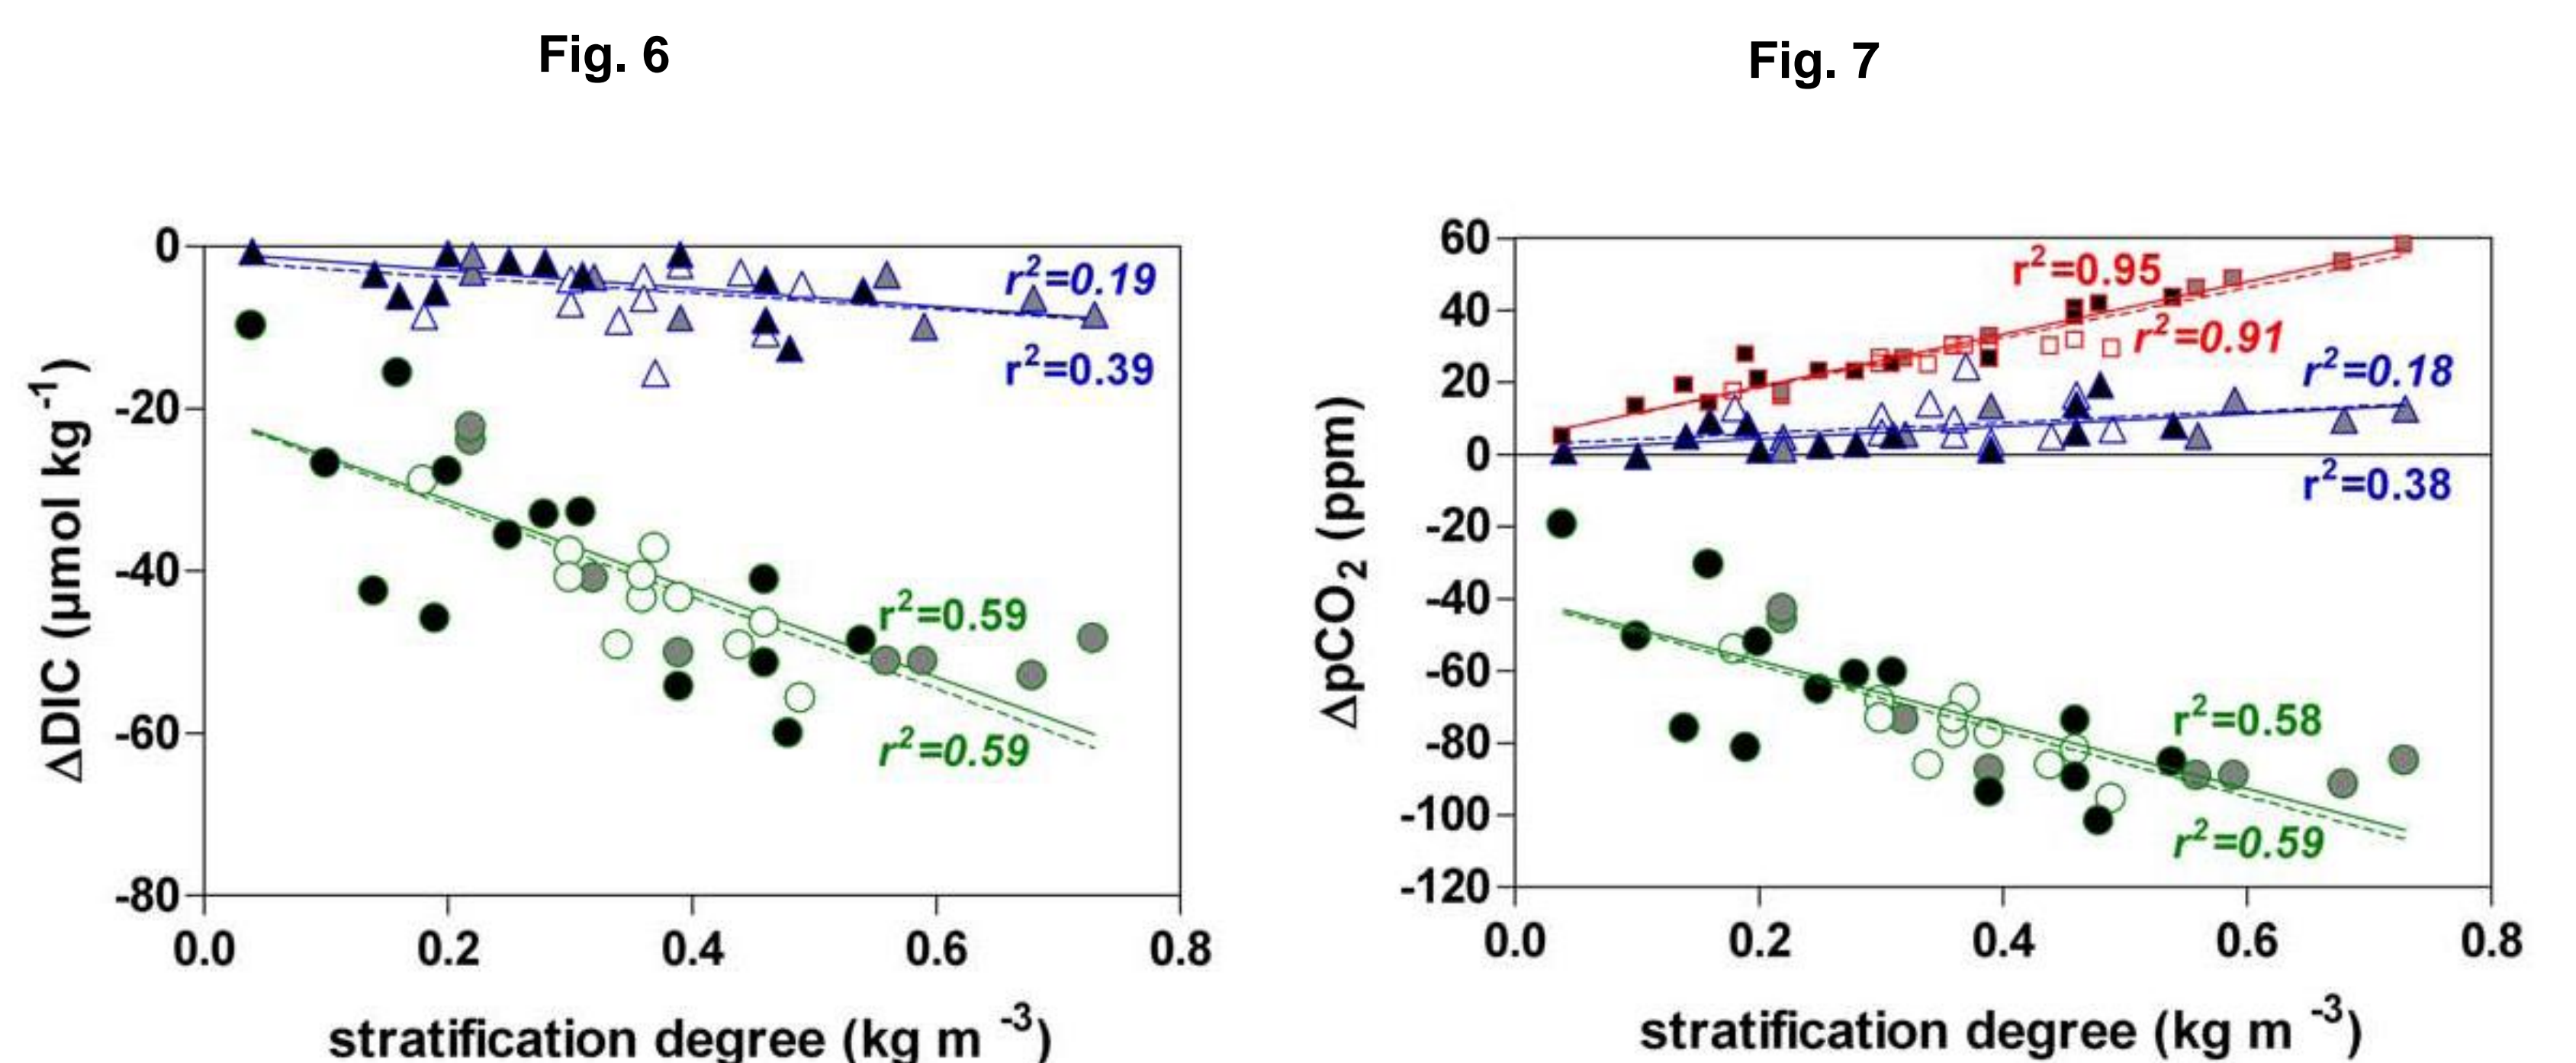 Fig. 6
0
-20
-40
-60
-80
0.0 0.2 0.4 0.6 0.8
ΔDIC (µmol kg⁻¹)
stratification degree (kg m ⁻³)
r²=0.19
r²=0.39
r²=0.59
r²=0.59
Fig. 7
60
40
20
0
-20
-40
-60
-80
-100
-120
0.0 0.2 0.4 0.6 0.8
ΔpCO₂ (ppm)
stratification degree (kg m ⁻³)
r²=0.95
r²=0.91
r²=0.18
r²=0.38
r²=0.58
r²=0.59